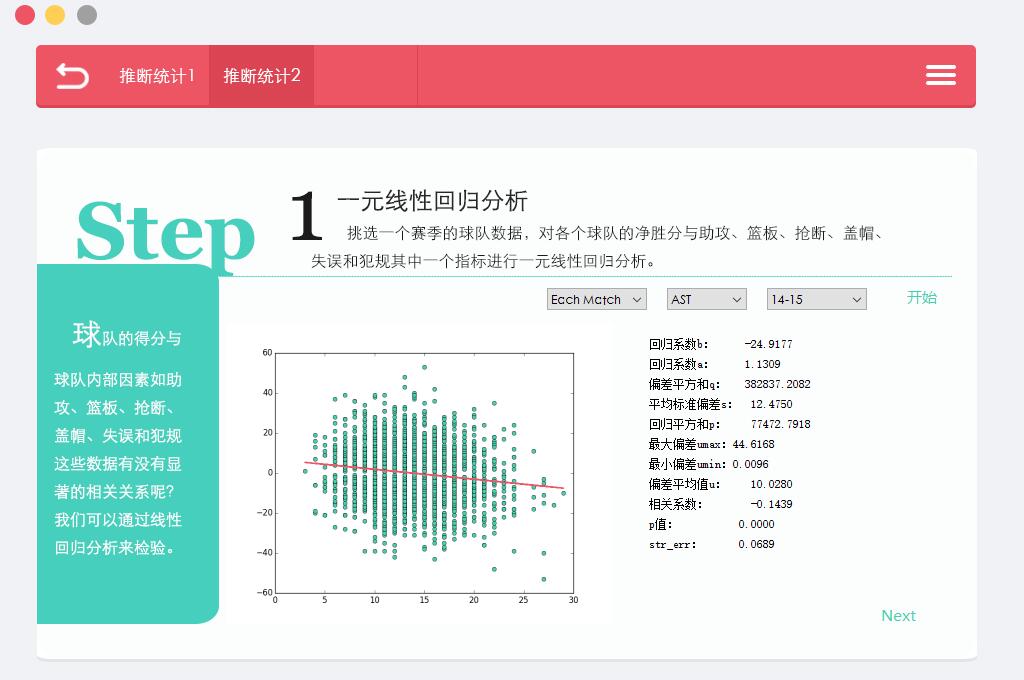 推断统计1
推断统计2
Step
1
一元线性回归分析
挑选一个赛季的球队数据，对各个球队的净胜分与助攻、篮板、抢断、盖帽、
失误和犯规其中一个指标进行一元线性回归分析。
Each Match
AST
14-15
开始
球队的得分与
球队内部因素如助
攻、篮板、抢断、
盖帽、失误和犯规
这些数据有没有显
著的相关关系呢？
我们可以通过线性
回归分析来检验。
60
40
20
0
−20
−40
−60
0 5 10 15 20 25 30
回归系数b： -24.9177
回归系数a： 1.1309
偏差平方和q： 382837.2082
平均标准偏差s： 12.4750
回归平方和p： 77472.7918
最大偏差umax：44.6168
最小偏差umin：0.0096
偏差平均值u： 10.0280
相关系数： -0.1439
p值： 0.0000
str_err： 0.0689
Next